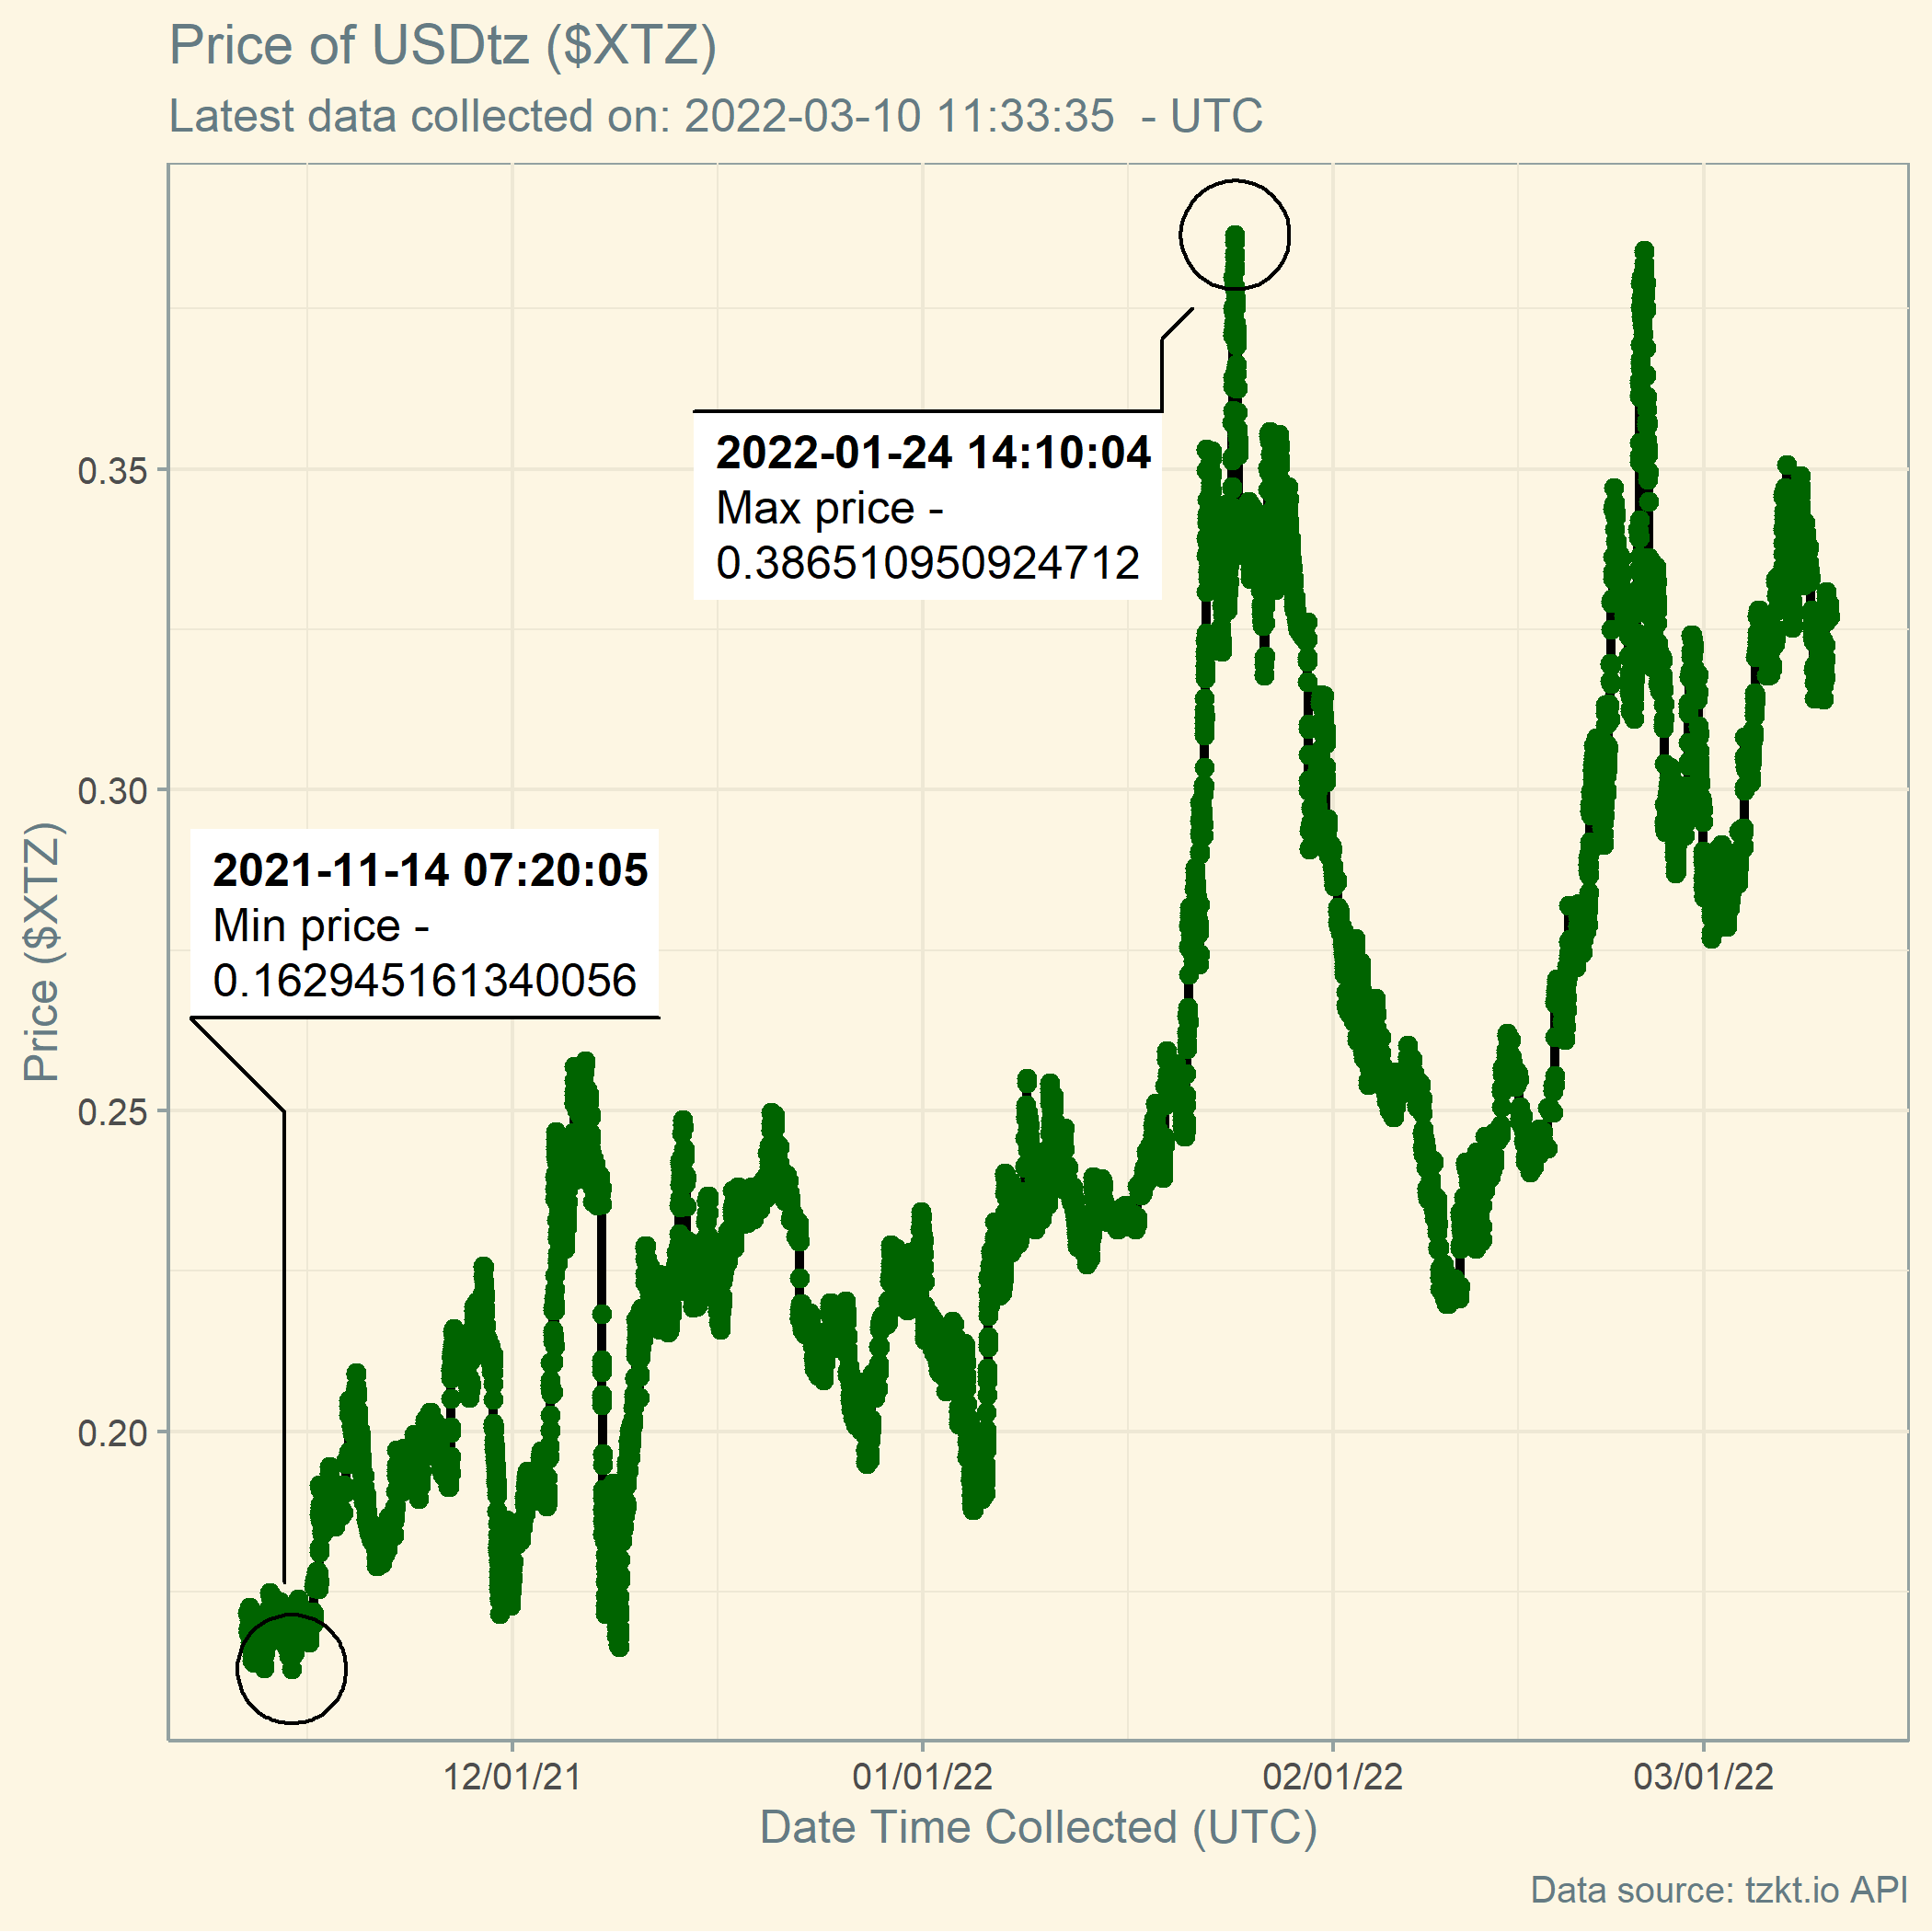 Price of USDtz ($XTZ)
Latest data collected on: 2022-03-10 11:33:35  - UTC
2022-01-24 14:10:04
Max price -
0.386510950924712
2021-11-14 07:20:05
Min price -
0.162945161340056
Price ($XTZ)
0.35
0.30
0.25
0.20
12/01/21
01/01/22
02/01/22
03/01/22
Date Time Collected (UTC)
Data source: tzkt.io API